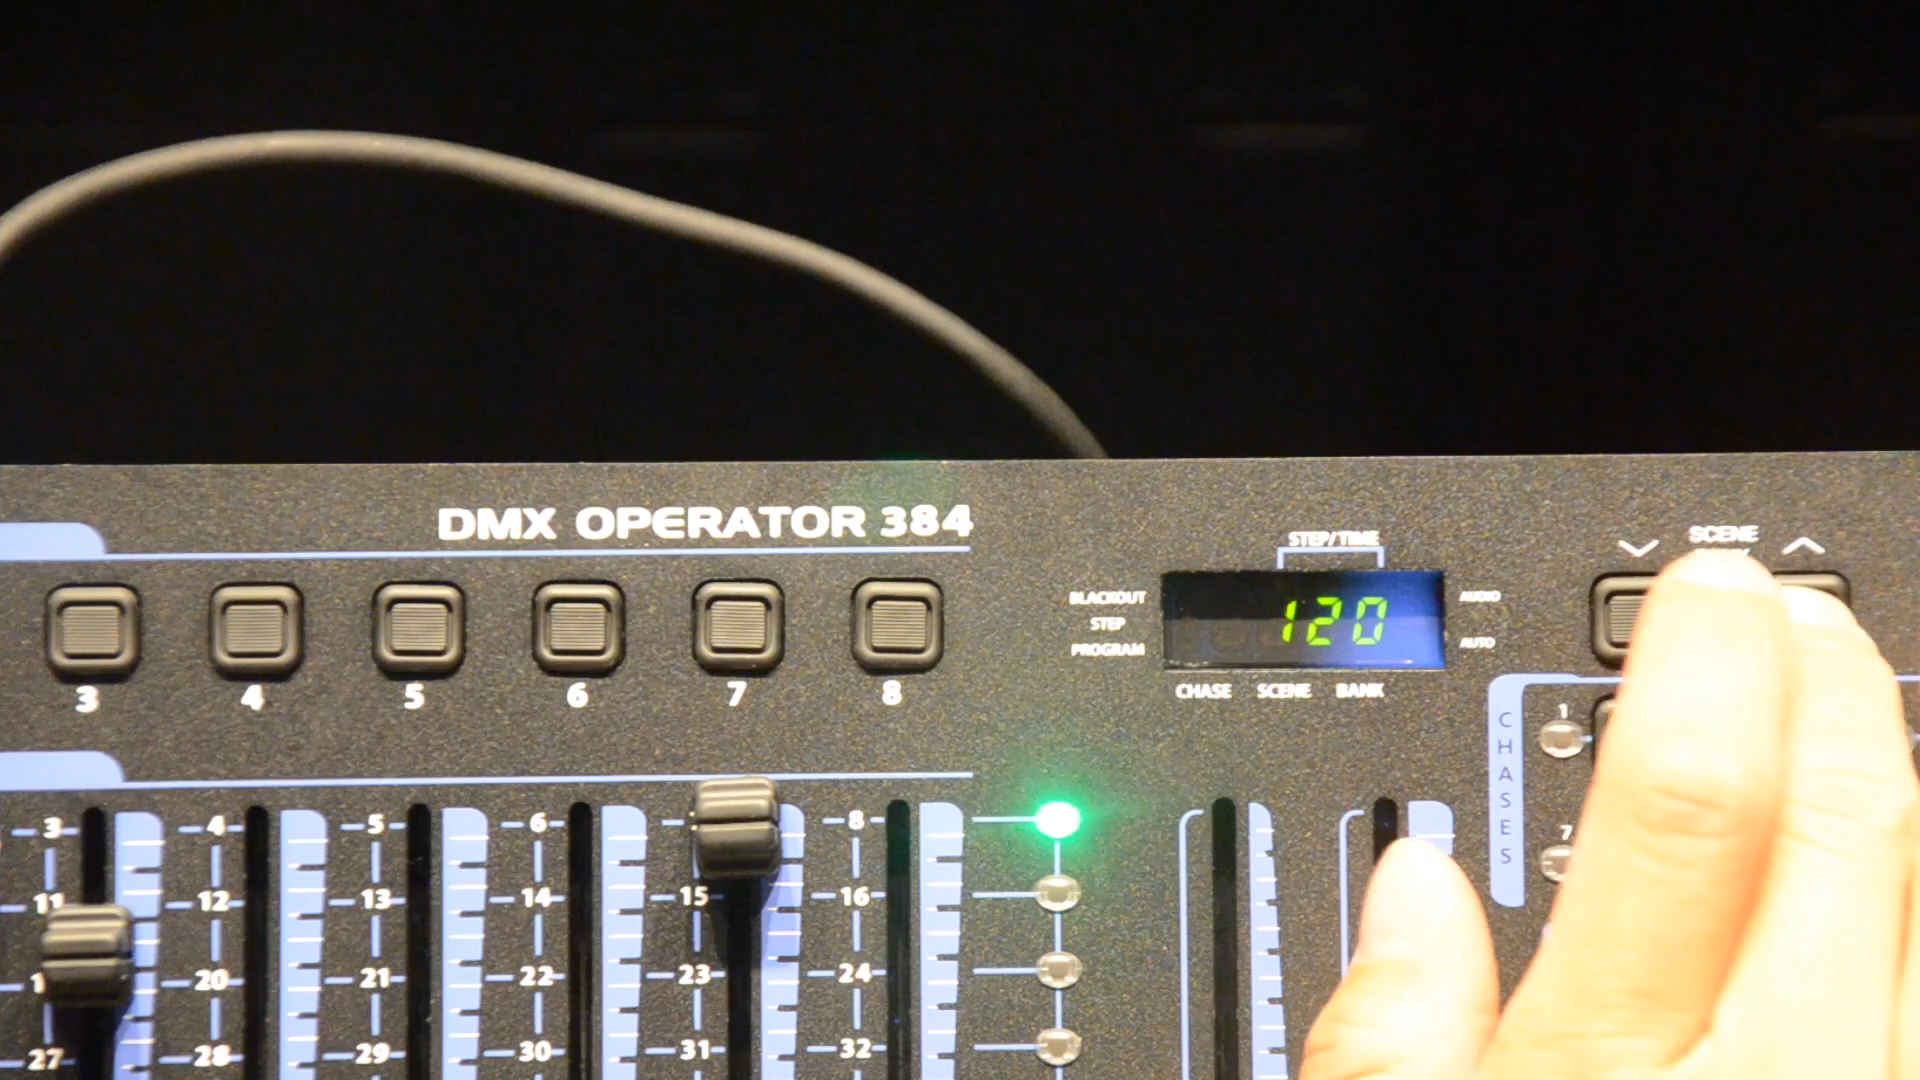 DMX OPERATOR 384
STEP/TIME
SCENE
BLACKOUT
STEP
PROGRAM
120
AUDIO
AUTO
CHASE SCENE BANK
3 4 5 6 7 8
CHASES
1
7
3 4 5 6 8
11 12 13 14 15 16
20 21 22 23 24
27 28 29 30 31 32